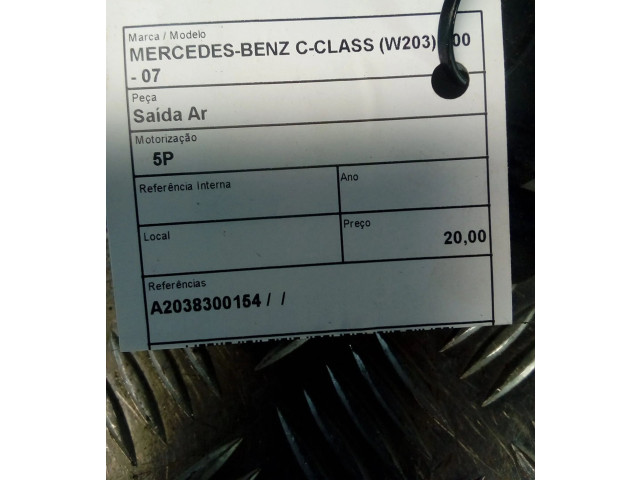 Marca / Modelo
MERCEDES-BENZ C-CLASS (W203) 00
- 07
Peça
Saída Ar
Motorização
5P
Referência Interna
Ano
Local
Preço
20,00
Referências
A2038300154 / /